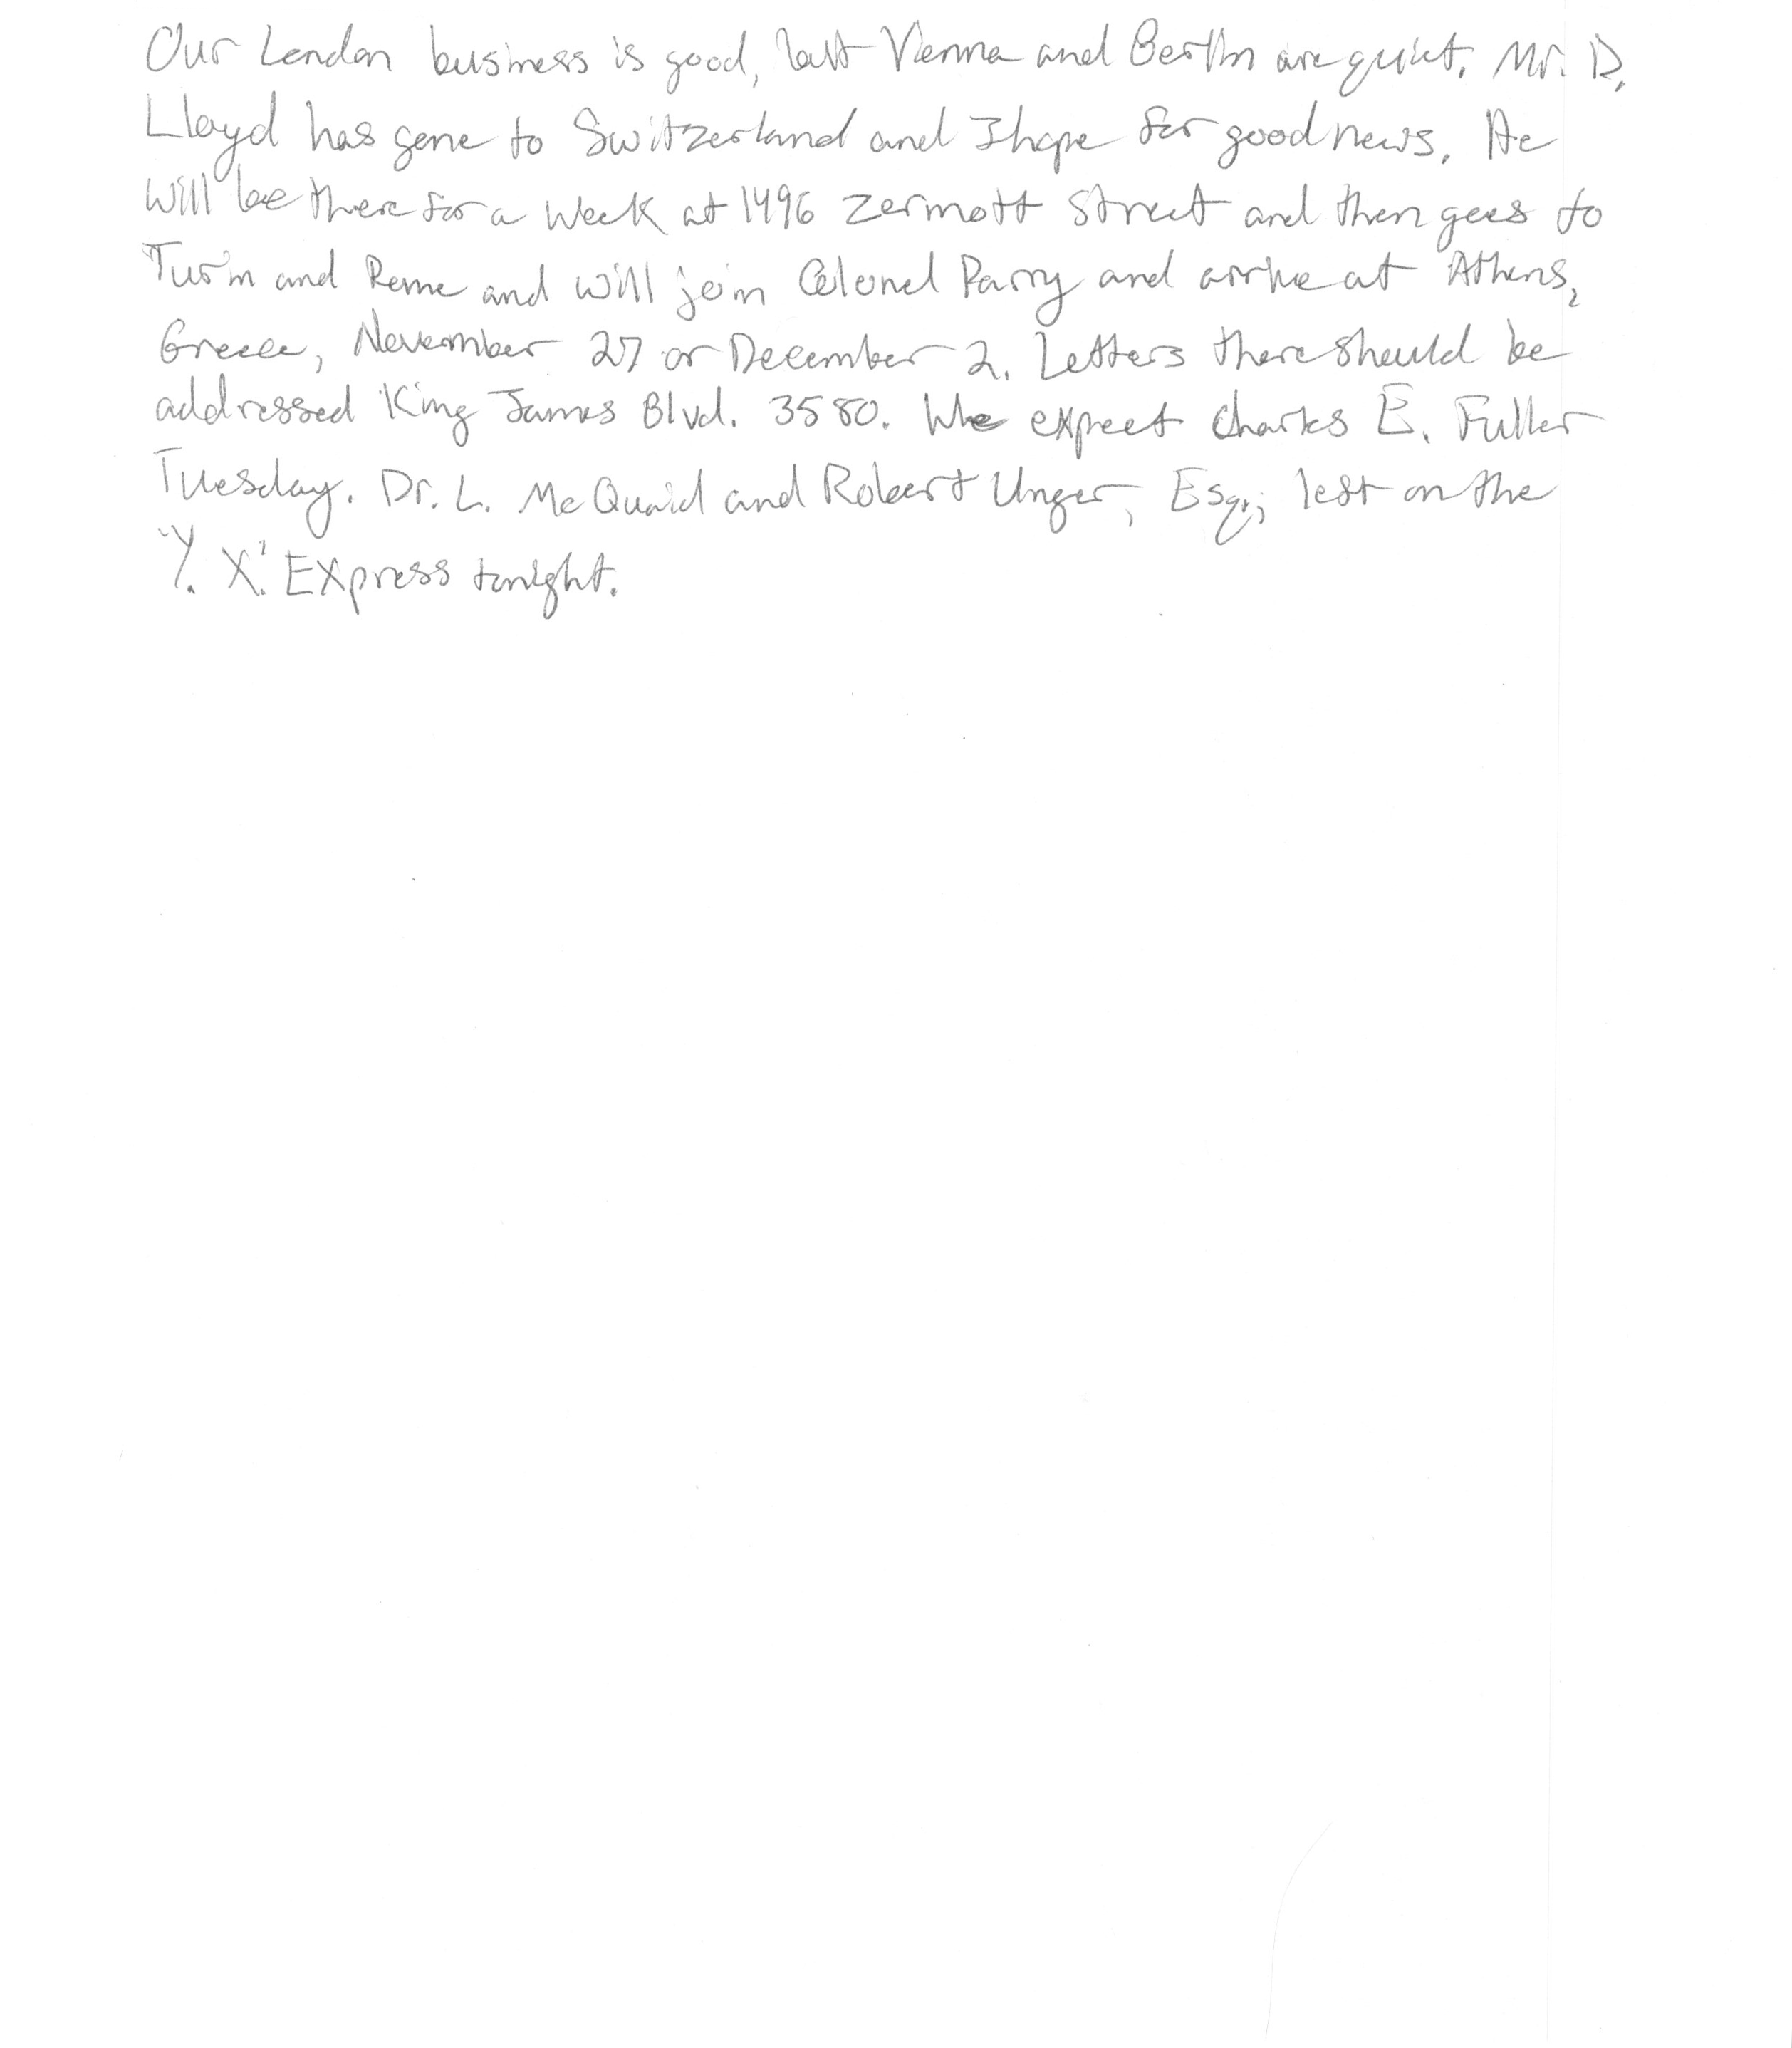 Our London business is good, but Vienna and Berlin are quiet. Mr. D.
Lloyd has gone to Switzerland and I hope for good news. He
will be there for a week at 1496 Zermott Street and then goes to
Turin and Rome and will join Colonel Parry and arrive at Athens,
Greece, November 27 or December 2. Letters there should be
addressed King James Blvd. 3580. We expect Charles E. Fuller
Tuesday. Dr. L. McQuaid and Robert Unger, Esq., left on the
"Y. X." Express tonight.